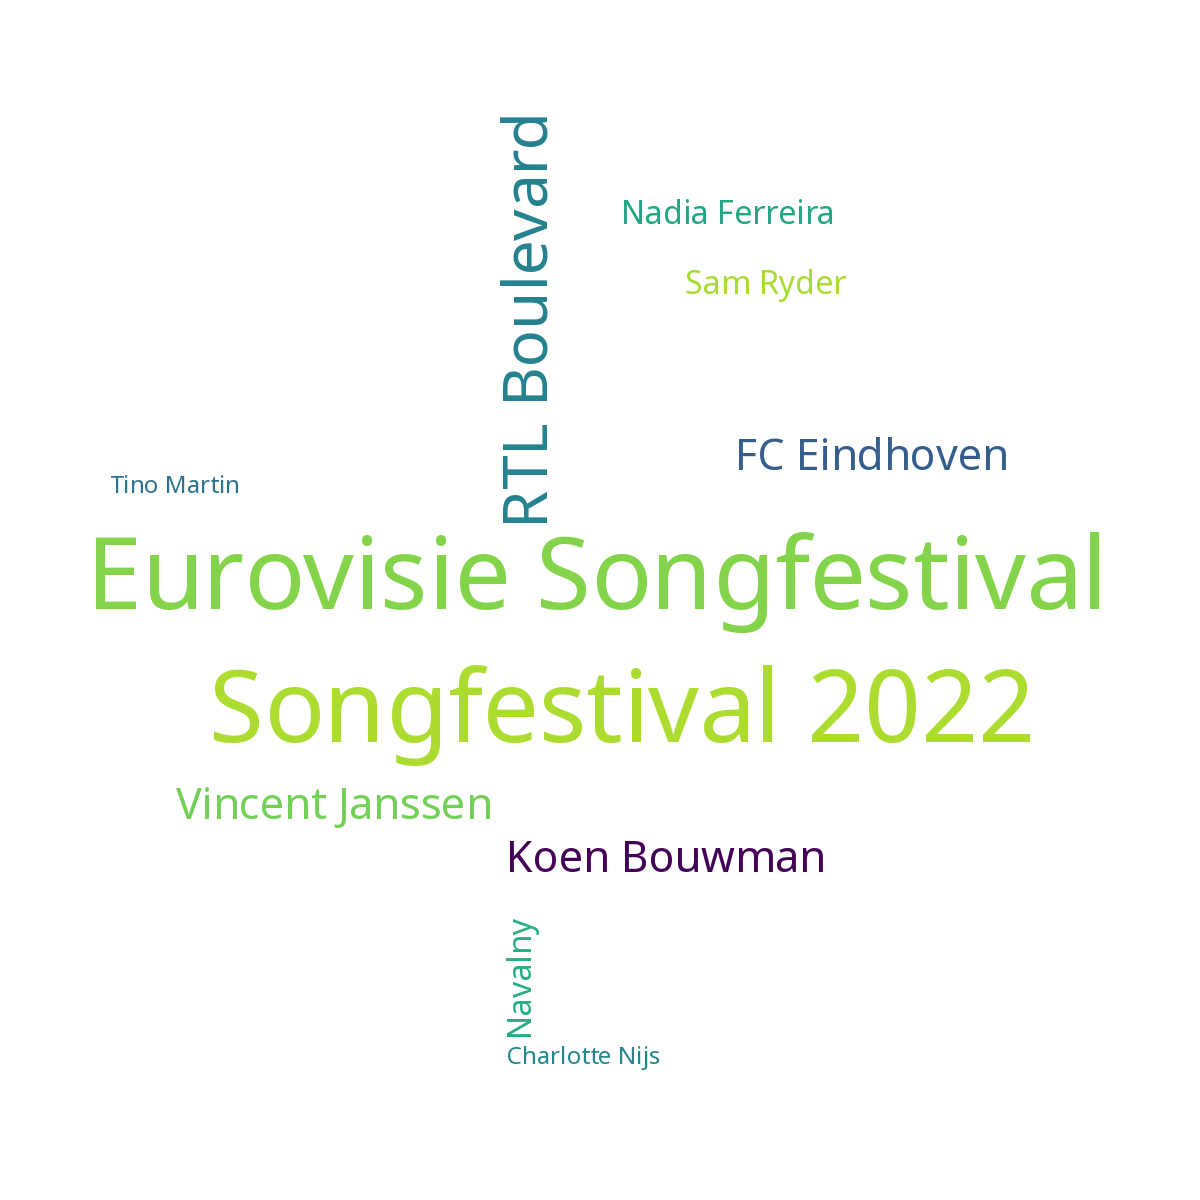 RTL Boulevard
Nadia Ferreira
Sam Ryder
FC Eindhoven
Tino Martin
Eurovisie Songfestival
Songfestival 2022
Vincent Janssen
Koen Bouwman
Navalny
Charlotte Nijs